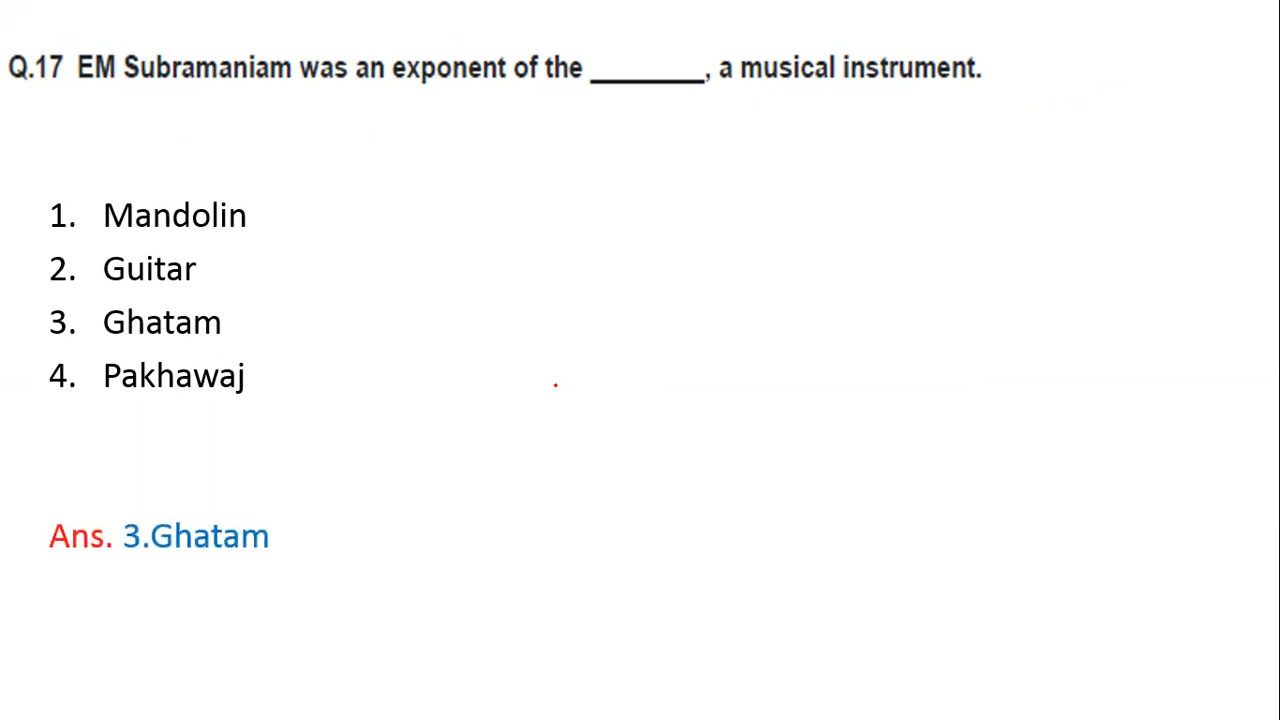 Q.17 EM Subramaniam was an exponent of the ________, a musical instrument.
1. Mandolin
2. Guitar
3. Ghatam
4. Pakhawaj
Ans. 3.Ghatam